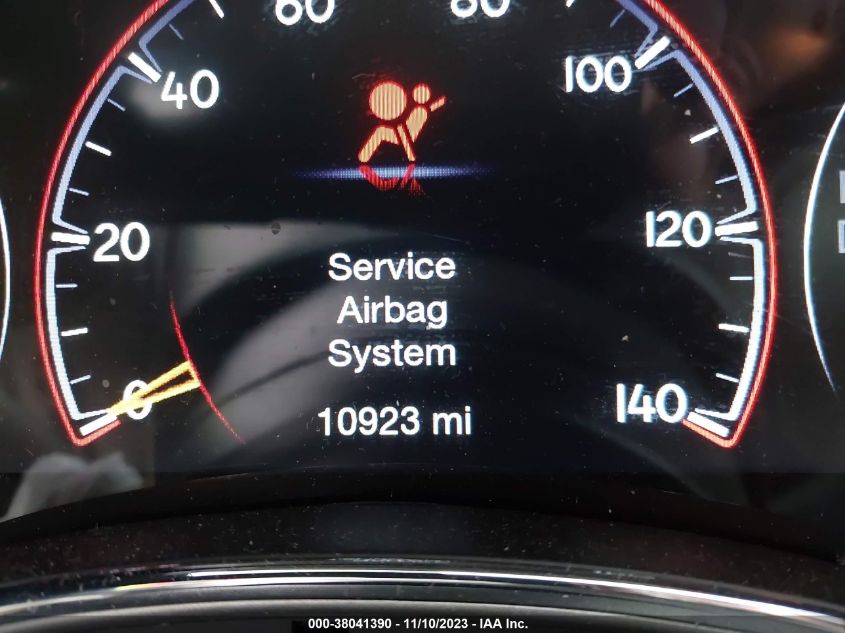 60 80
40 100
20 120
Service
Airbag
System
0 140
10923 mi
000-38041390 - 11/10/2023 - IAA Inc.